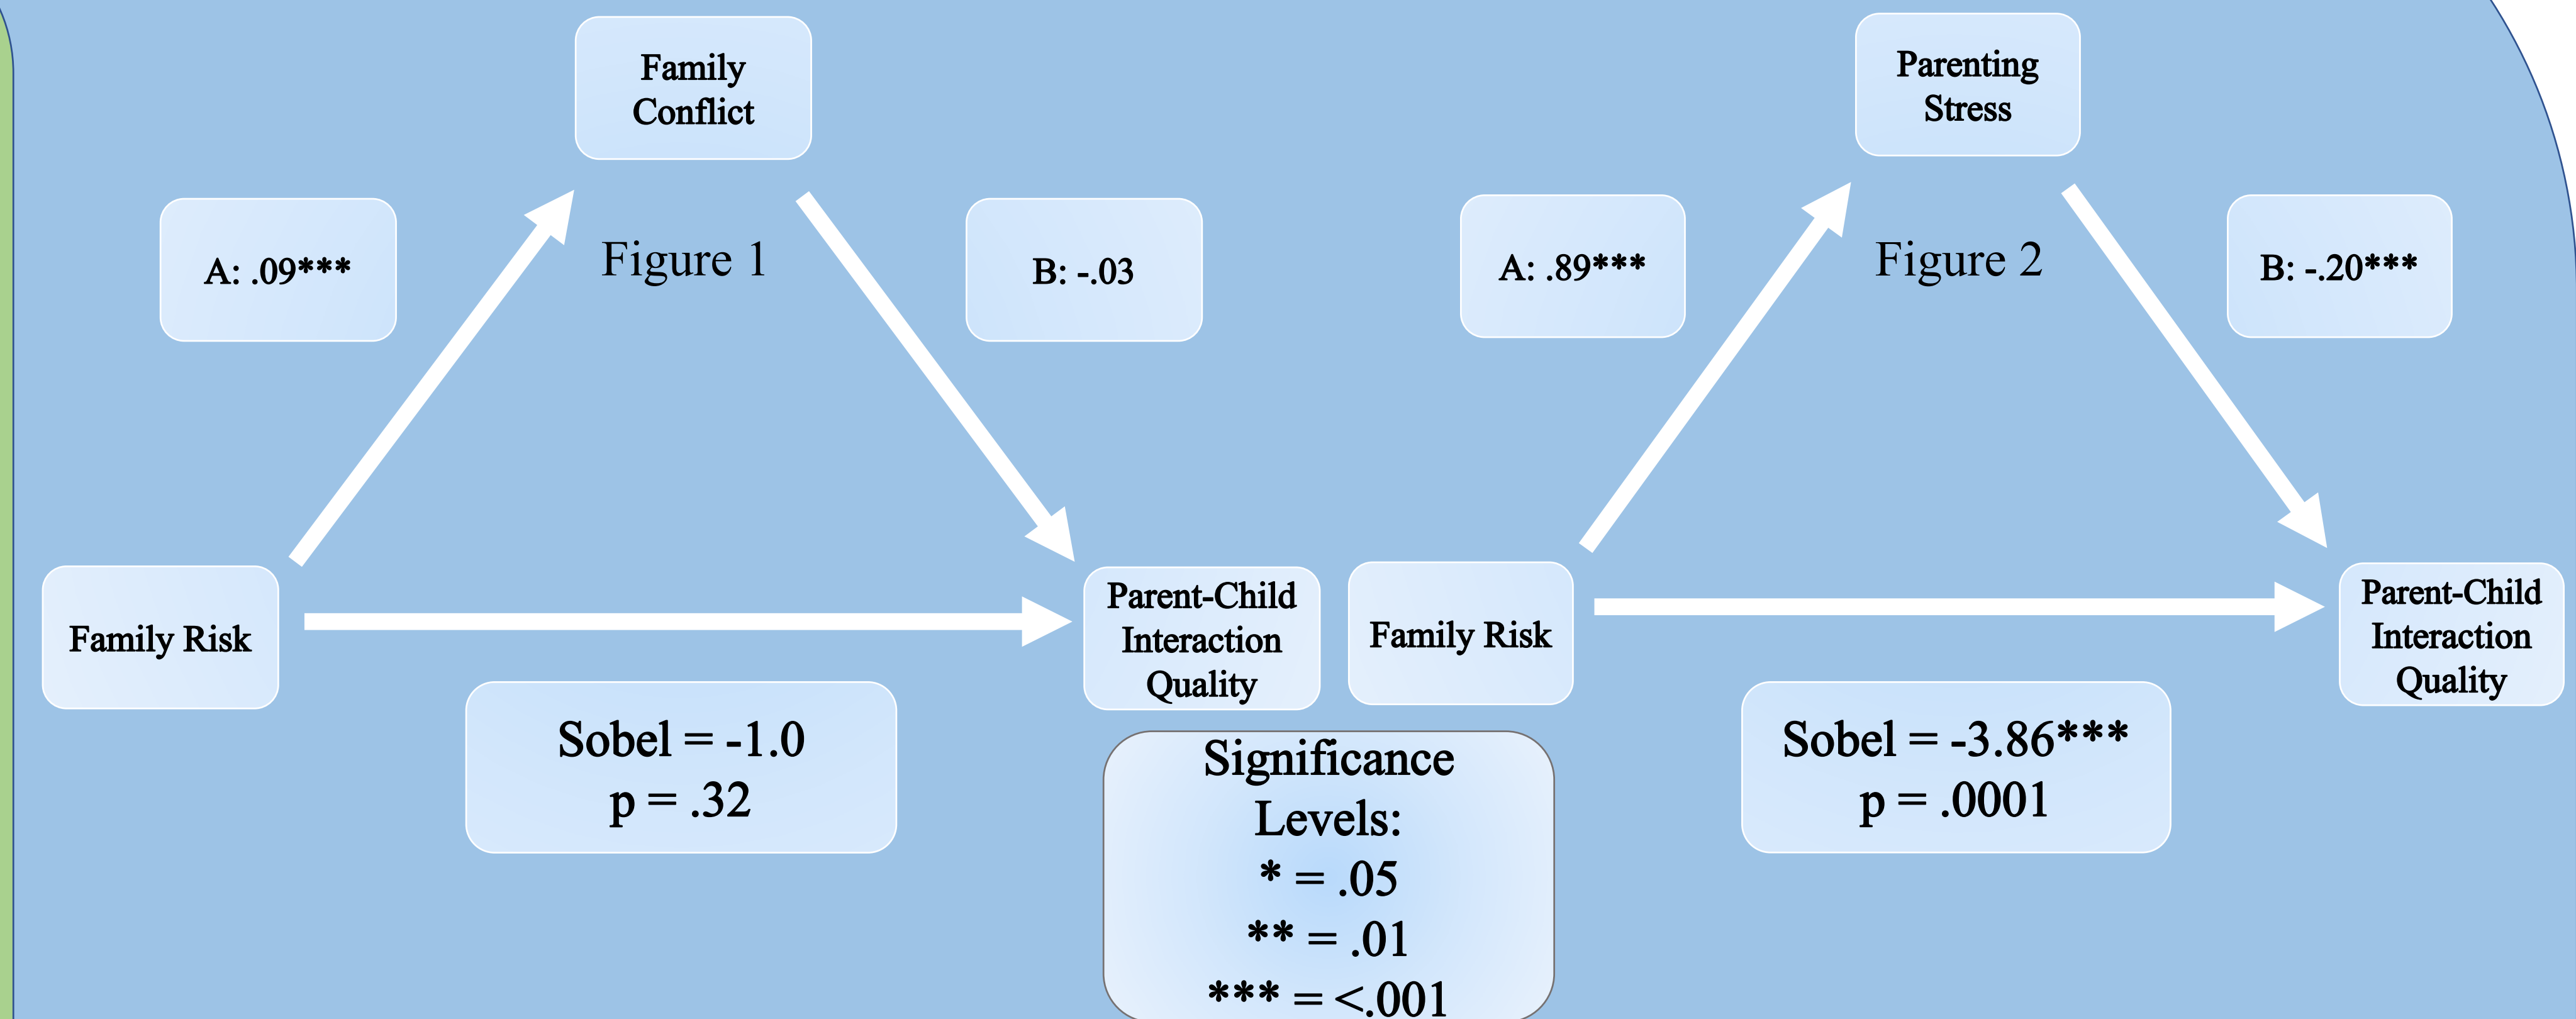 Family
Conflict
A: .09***
Figure 1
B: -.03
Family Risk
Parent-Child
Interaction
Quality
Sobel = -1.0
p = .32
Parenting
Stress
A: .89***
Figure 2
B: -.20***
Family Risk
Parent-Child
Interaction
Quality
Sobel = -3.86***
p = .0001
Significance
Levels:
* = .05
** = .01
*** = <.001